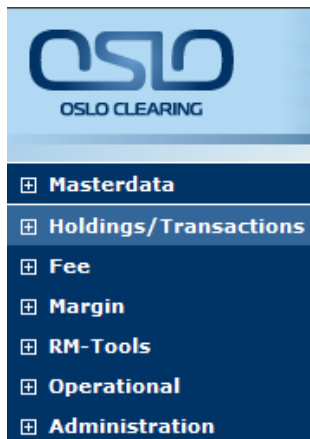 OSLO
OSLO CLEARING
Masterdata
Holdings/Transactions
Fee
Margin
RM-Tools
Operational
Administration